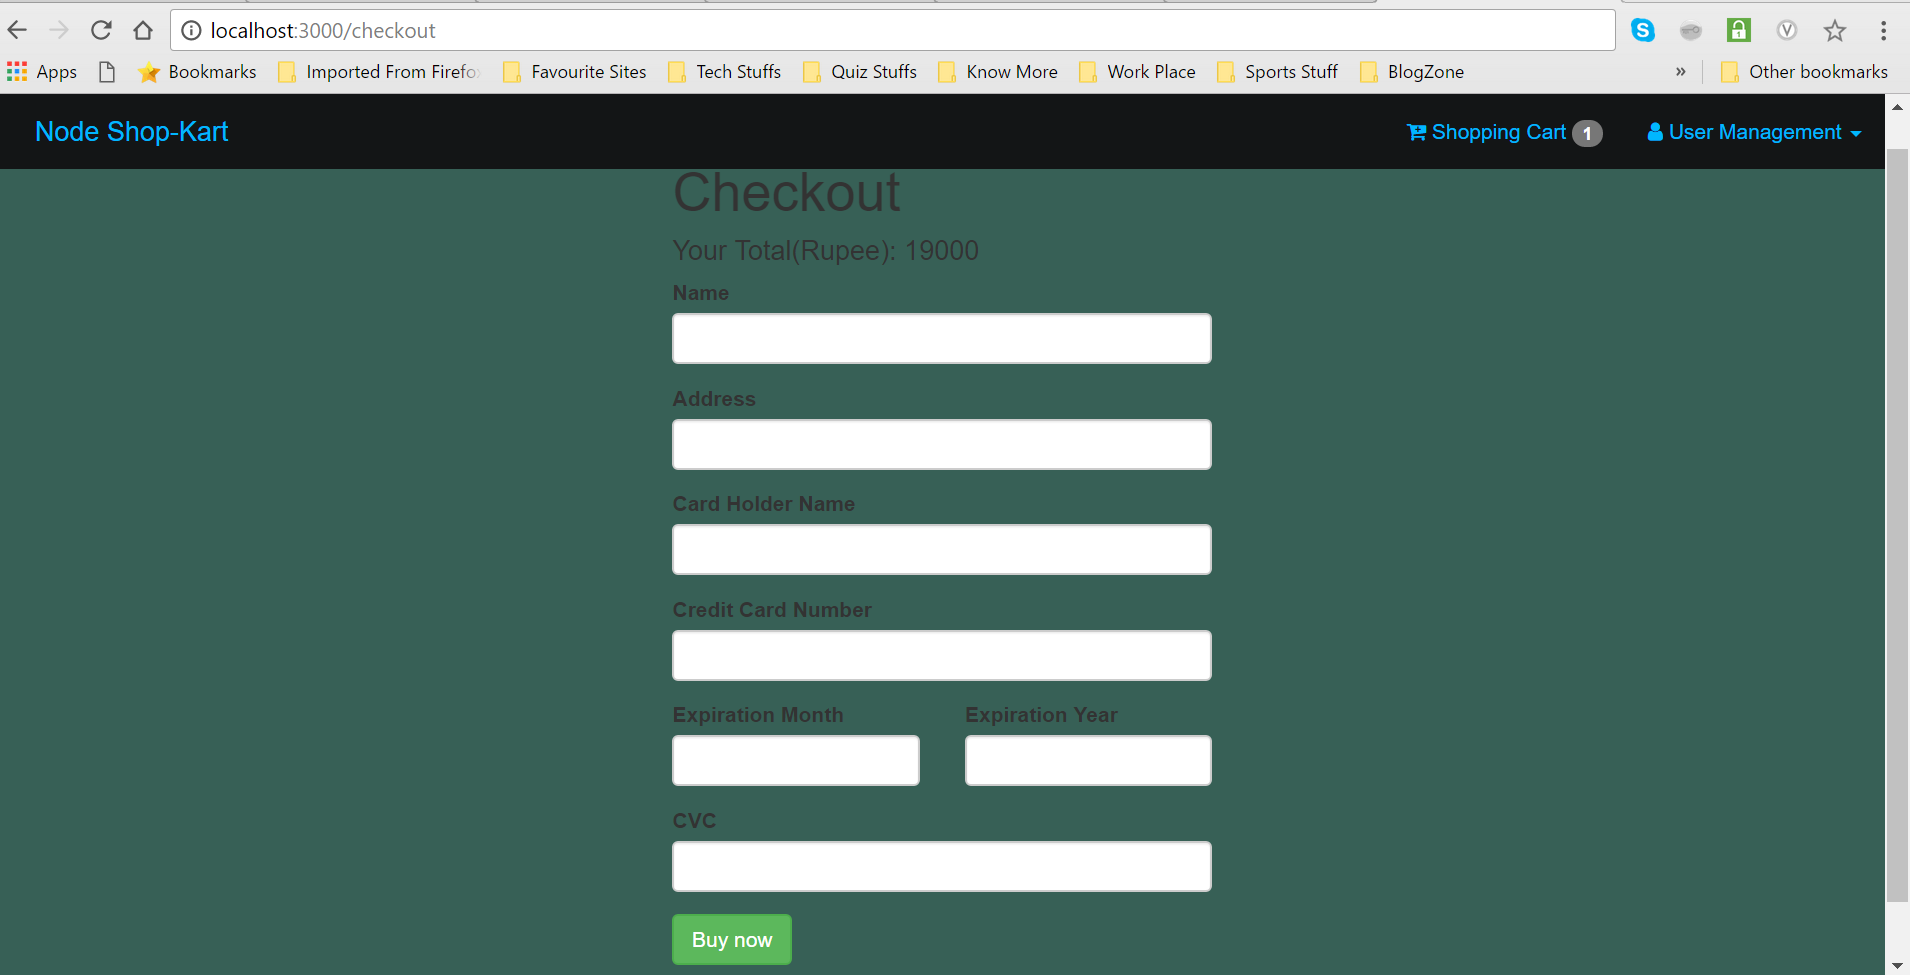 localhost:3000/checkout
Apps Bookmarks Imported From Firefo Favourite Sites Tech Stuffs Quiz Stuffs Know More Work Place Sports Stuff BlogZone » Other bookmarks
Node Shop-Kart Shopping Cart 1 User Management
Checkout
Your Total(Rupee): 19000
Name
Address
Card Holder Name
Credit Card Number
Expiration Month Expiration Year
CVC
Buy now